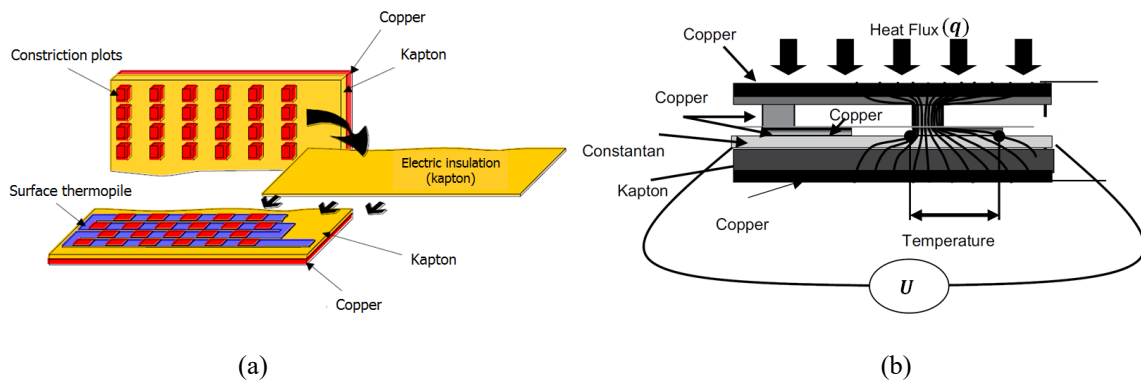 Copper
Constriction plots
Kapton
Electric insulation
(kapton)
Surface thermopile
Kapton
Copper
(a)
Heat Flux (q)
Copper
Copper
Copper
Constantan
Kapton
Copper
Temperature
U
(b)